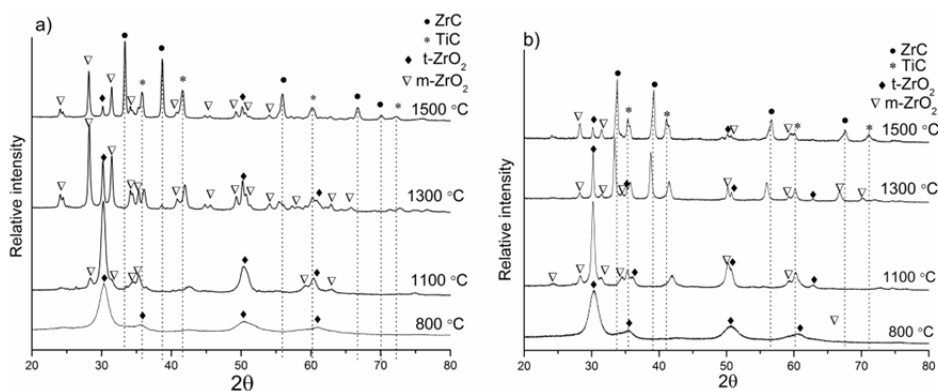 a)
● ZrC
* TiC
♦ t-ZrO₂
▽ m-ZrO₂
1500 °C
1300 °C
1100 °C
800 °C
Relative intensity
20 30 40 50 60 70 80
2θ
b)
● ZrC
* TiC
♦ t-ZrO₂
▽ m-ZrO₂
1500 °C
1300 °C
1100 °C
800 °C
Relative intensity
20 30 40 50 60 70 80
2θ